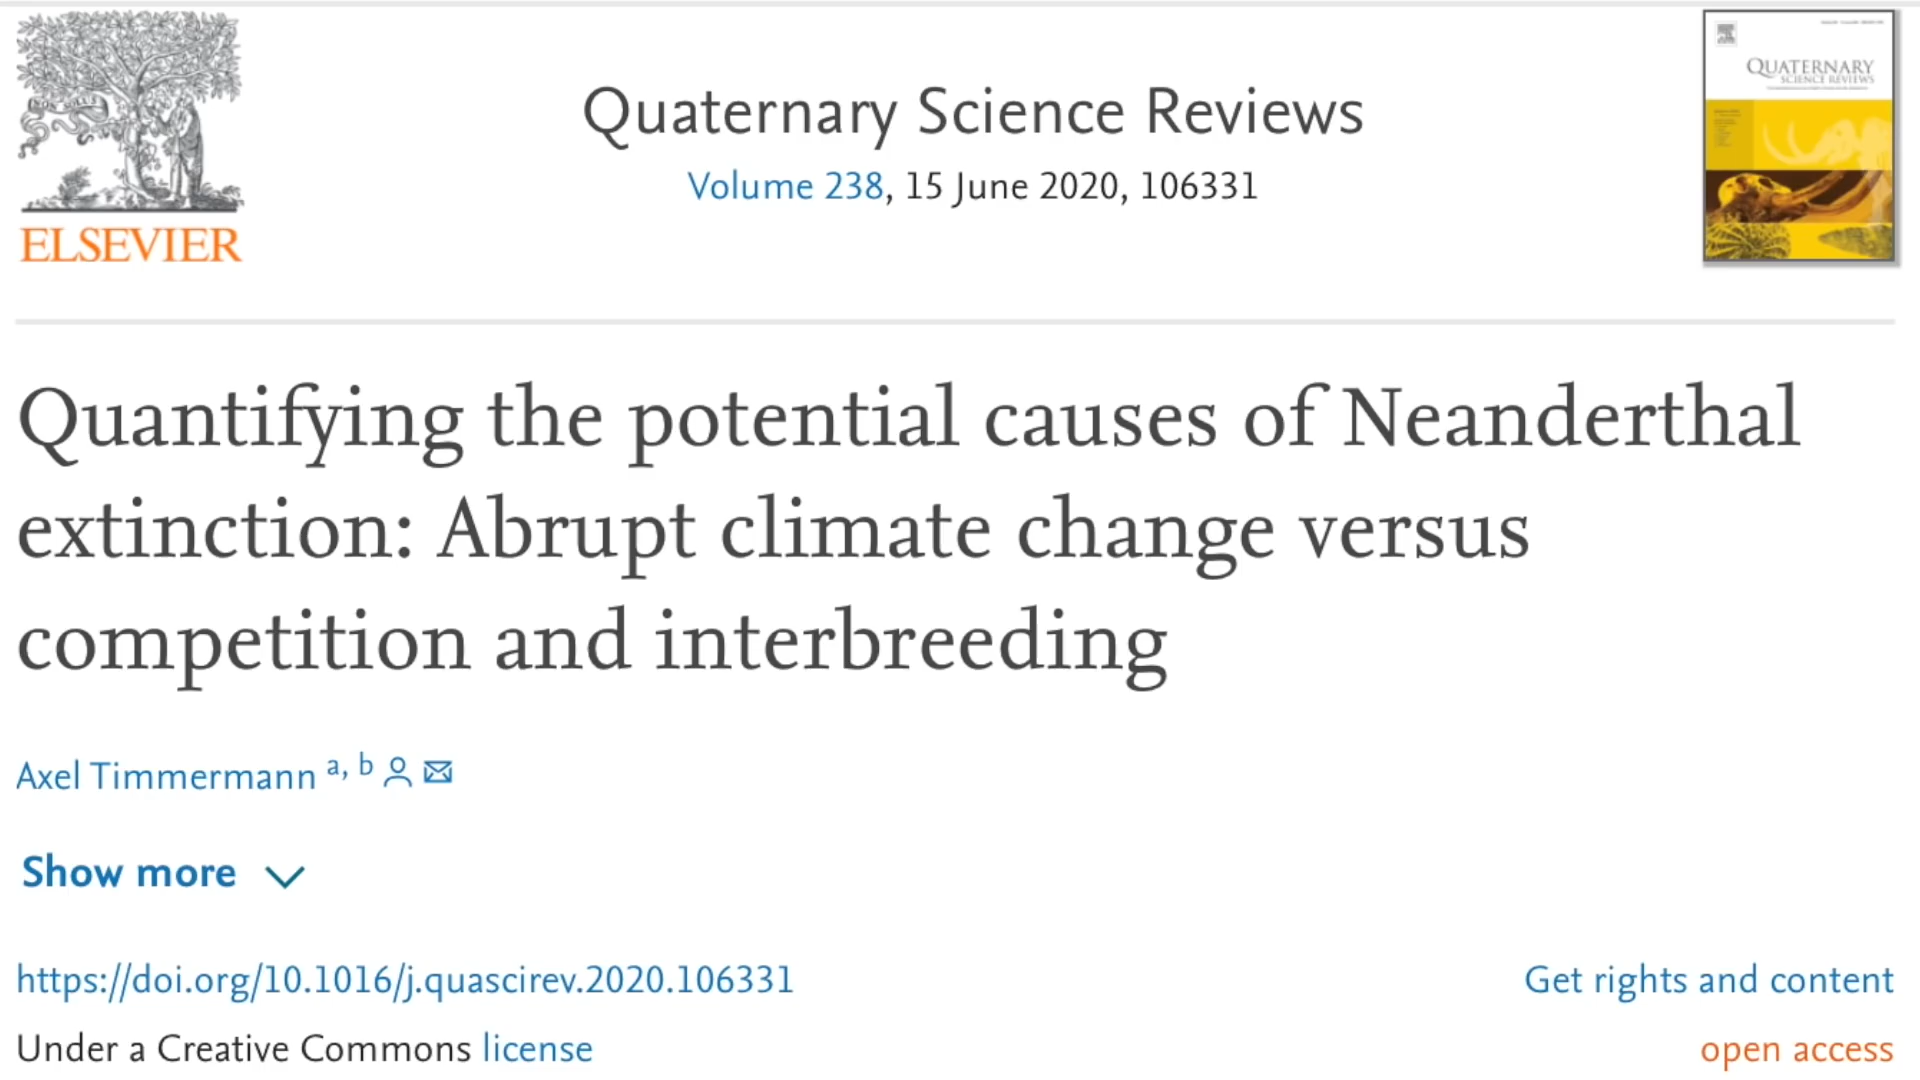 ELSEVIER
Quaternary Science Reviews
Volume 238, 15 June 2020, 106331
QUATERNARY
SCIENCE REVIEWS
Quantifying the potential causes of Neanderthal
extinction: Abrupt climate change versus
competition and interbreeding
Axel Timmermann a, b
Show more
https://doi.org/10.1016/j.quascirev.2020.106331
Get rights and content
Under a Creative Commons license
open access